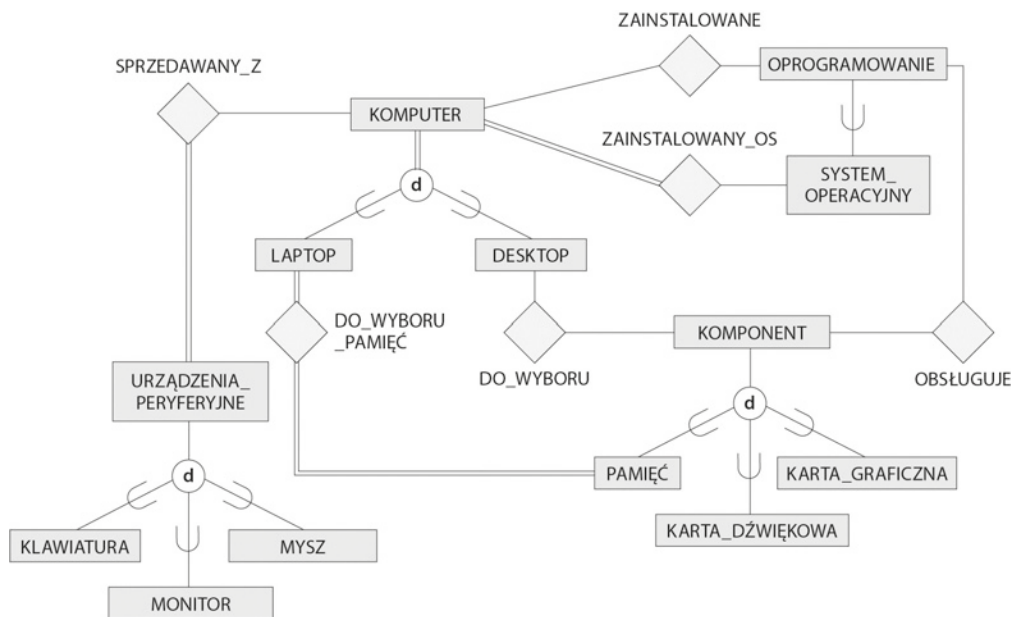 ZAINSTALOWANE
SPRZEDAWANY_Z
OPROGRAMOWANIE
KOMPUTER
ZAINSTALOWANY_OS
SYSTEM_
OPERACYJNY
d
LAPTOP
DESKTOP
DO_WYBORU
_PAMIĘĆ
KOMPONENT
DO_WYBORU
OBSŁUGUJE
URZĄDZENIA_
PERYFERYJNE
d
d
PAMIĘĆ
KARTA_GRAFICZNA
KARTA_DŹWIĘKOWA
KLAWIATURA
MYSZ
MONITOR